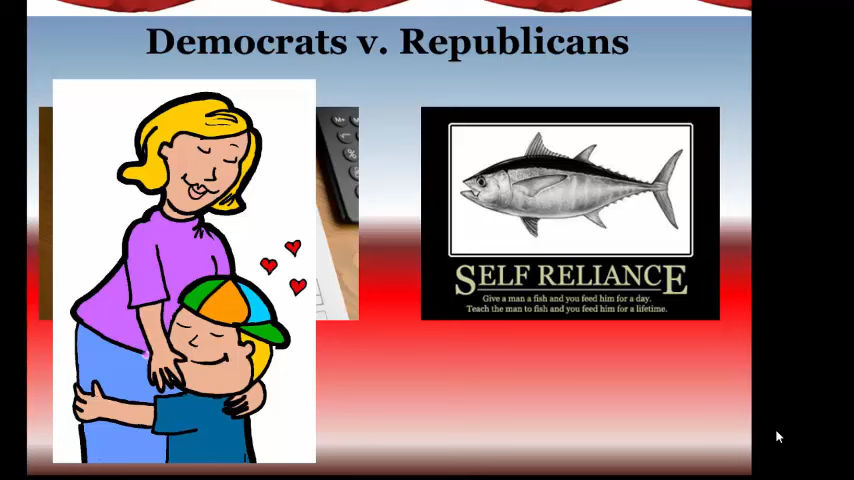 Democrats v. Republicans
M+
SELF RELIANCE
Give a man a fish and you feed him for a day.
Teach the man to fish and you feed him for a lifetime.